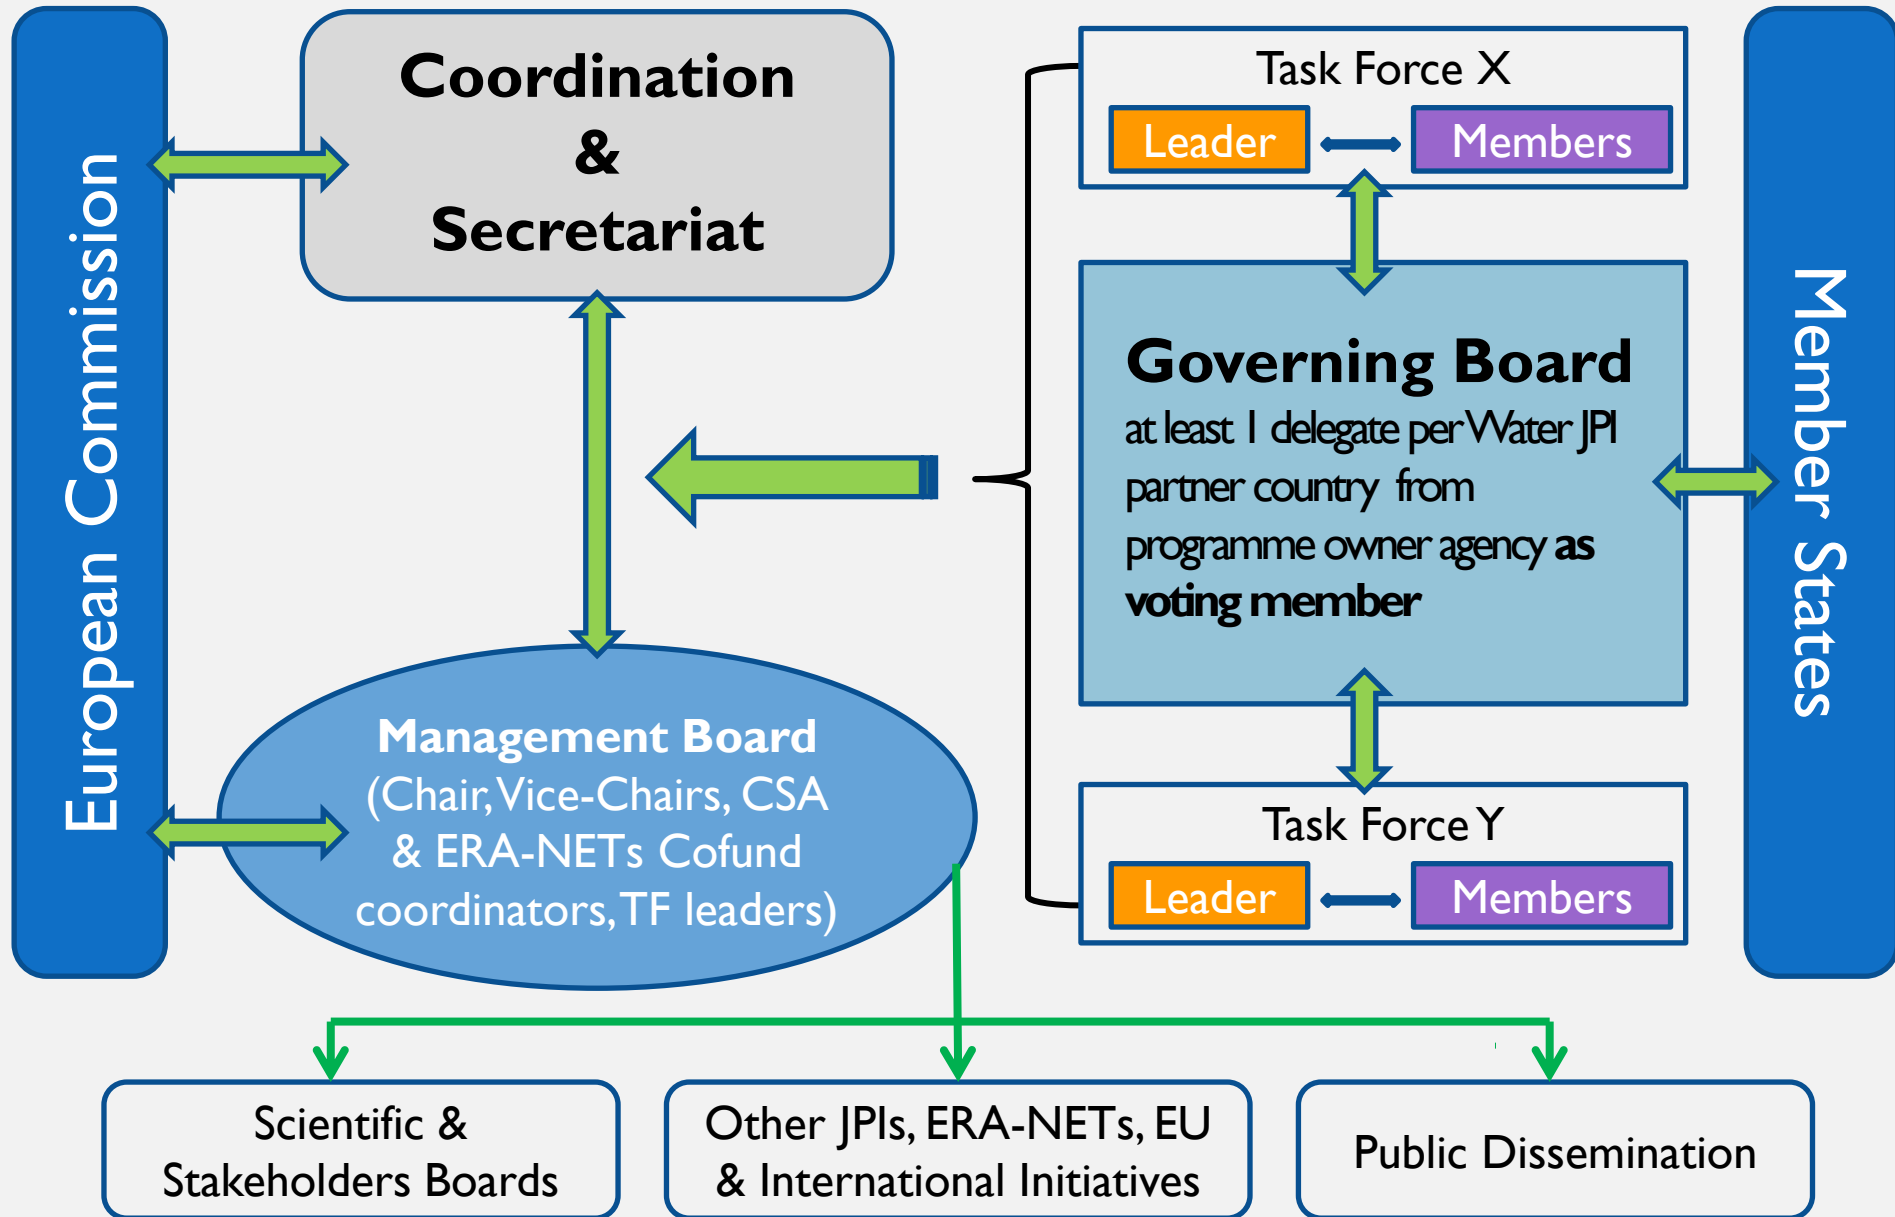 European Commission
Coordination
&
Secretariat
Management Board
(Chair, Vice-Chairs, CSA
& ERA-NETs Cofund
coordinators, TF leaders)
Task Force X
Leader
Members
Governing Board
at least 1 delegate per Water JPI
partner country from
programme owner agency as
voting member
Task Force Y
Leader
Members
Member States
Scientific &
Stakeholders Boards
Other JPIs, ERA-NETs, EU
& International Initiatives
Public Dissemination